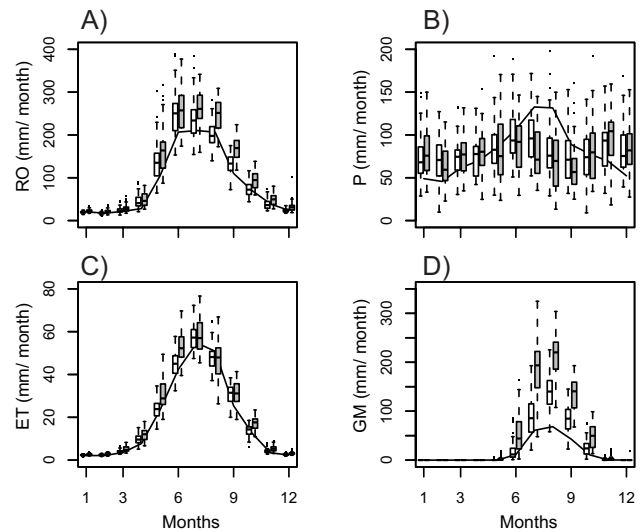 A)
B)
RO (mm/ month)
400
300
200
100
0
1 3 6 9 12
P (mm/ month)
200
150
100
50
0
1 3 6 9 12
C)
D)
ET (mm/ month)
80
60
40
20
0
1 3 6 9 12
Months
GM (mm/ month)
350
200
100
0
1 3 6 9 12
Months